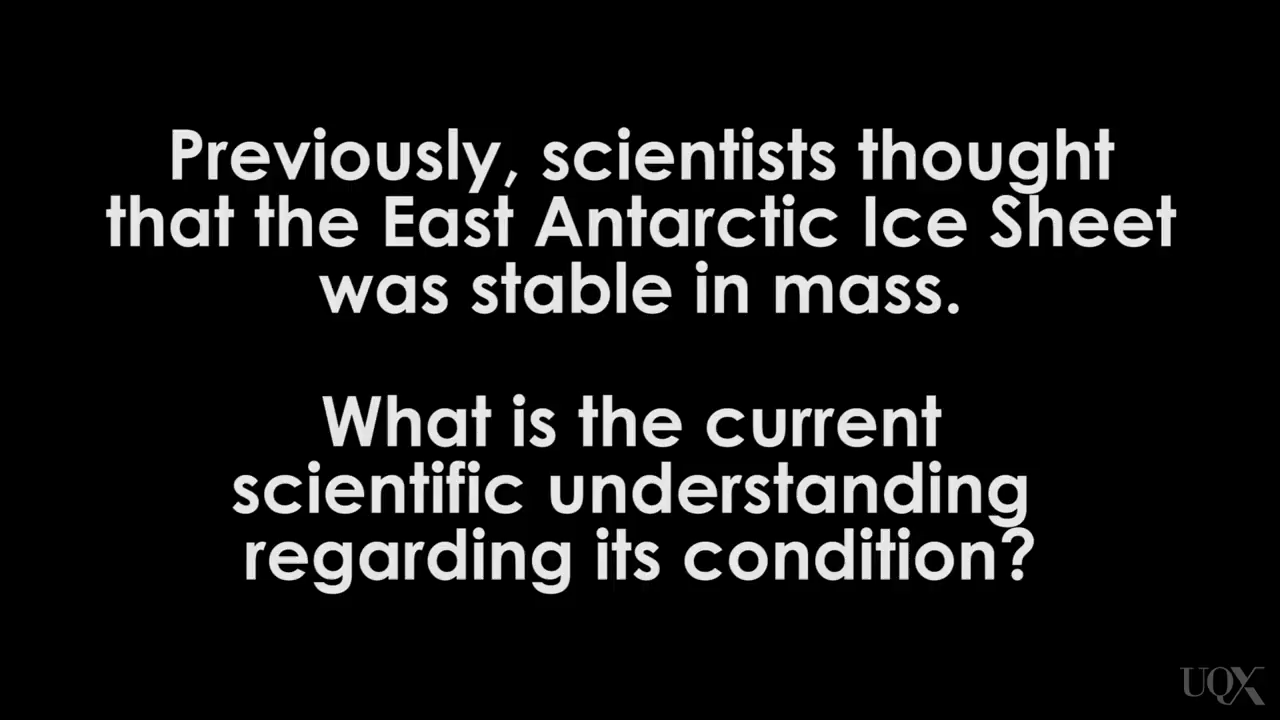 Previously, scientists thought
that the East Antarctic Ice Sheet
was stable in mass.
What is the current
scientific understanding
regarding its condition?
UQX